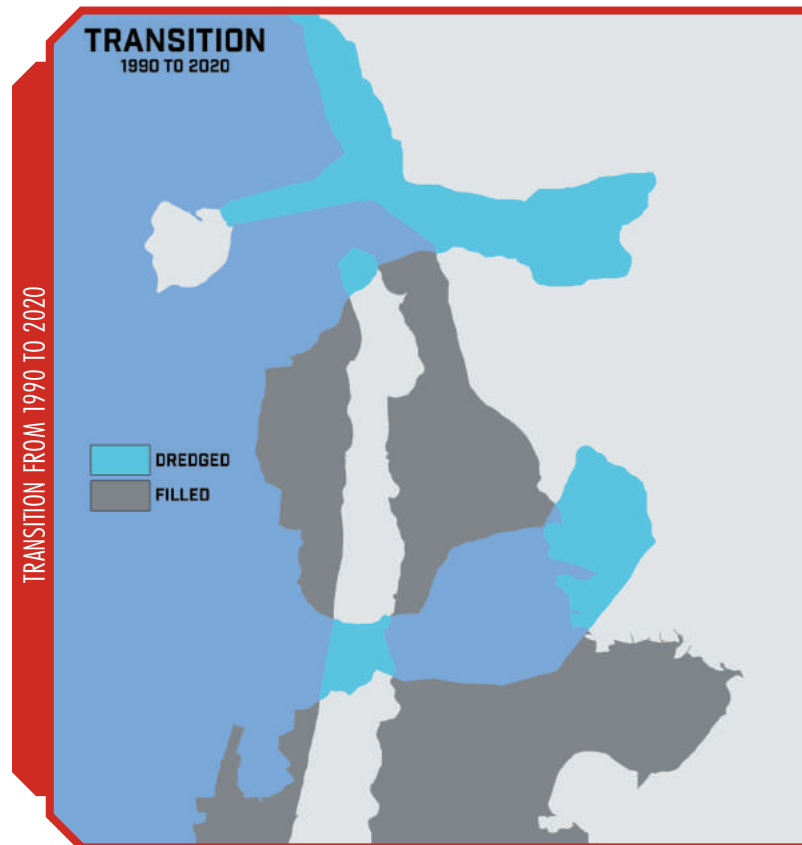 TRANSITION
1990 TO 2020
DREDGED
FILLED
TRANSITION FROM 1990 TO 2020